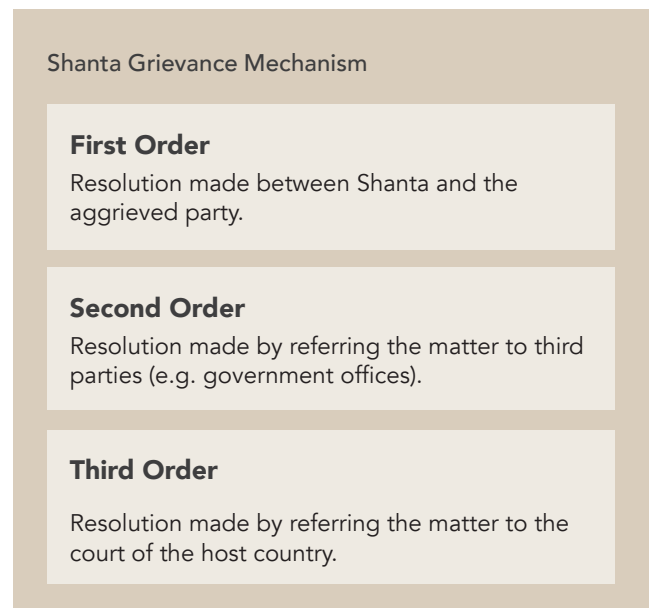 Shanta Grievance Mechanism
First Order
Resolution made between Shanta and the
aggrieved party.
Second Order
Resolution made by referring the matter to third
parties (e.g. government offices).
Third Order
Resolution made by referring the matter to the
court of the host country.